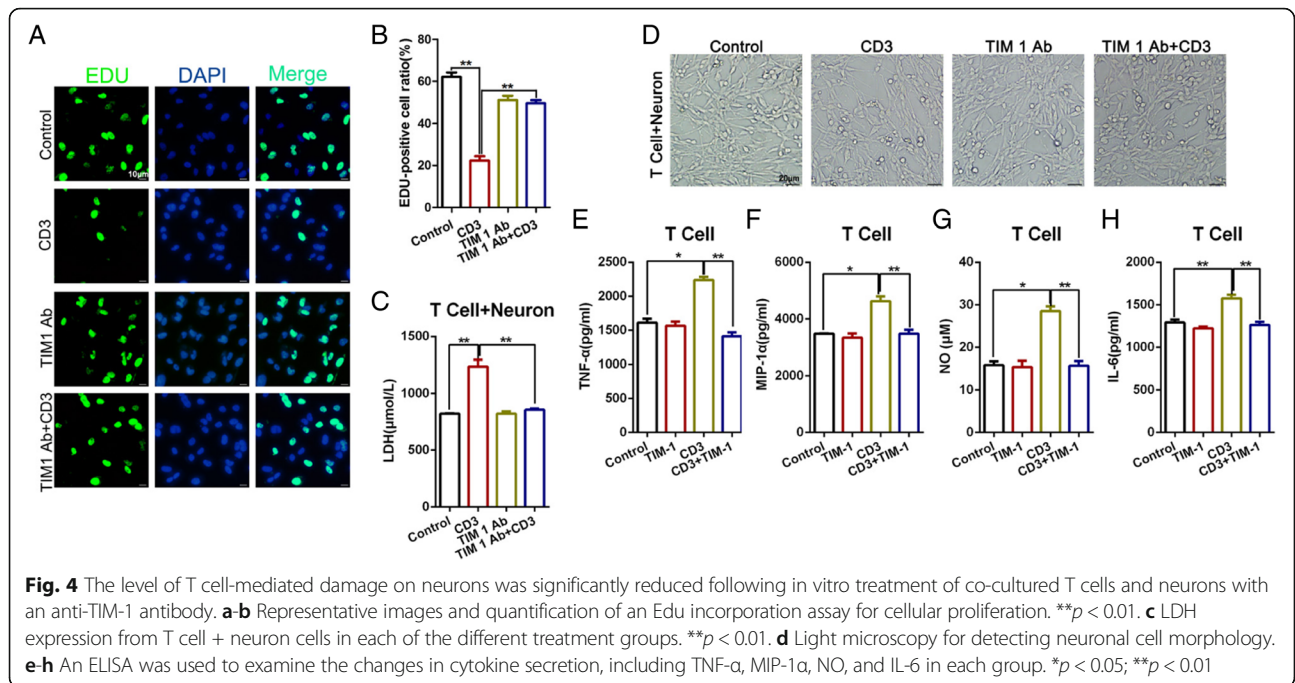 A
EDU DAPI Merge
Control
10μm
CD3
TIM1 Ab
TIM1 Ab+CD3
B
EDU-positive cell ratio(%)
80
60
40
20
0
** **
Control CD3 TIM 1 Ab TIM 1 Ab+CD3
C
T Cell+Neuron
LDH(μmol/L)
1500
1000
500
0
** **
Control CD3 TIM 1 Ab TIM 1 Ab+CD3
D
Control CD3 TIM 1 Ab TIM 1 Ab+CD3
T Cell+Neuron
20μm
E
T Cell
TNF-α(pg/ml)
2500
2000
1500
1000
500
0
* **
Control TIM-1 CD3 CD3+TIM-1
F
T Cell
MIP-1α(pg/ml)
6000
4000
2000
0
* **
Control TIM-1 CD3 CD3+TIM-1
G
T Cell
NO (μM)
40
30
20
10
0
* **
Control TIM-1 CD3 CD3+TIM-1
H
T Cell
IL-6(pg/ml)
2000
1500
1000
500
0
** **
Control TIM-1 CD3 CD3+TIM-1
Fig. 4 The level of T cell-mediated damage on neurons was significantly reduced following in vitro treatment of co-cultured T cells and neurons with
an anti-TIM-1 antibody. a-b Representative images and quantification of an Edu incorporation assay for cellular proliferation. **p < 0.01. c LDH
expression from T cell + neuron cells in each of the different treatment groups. **p < 0.01. d Light microscopy for detecting neuronal cell morphology.
e-h An ELISA was used to examine the changes in cytokine secretion, including TNF-α, MIP-1α, NO, and IL-6 in each group. *p < 0.05; **p < 0.01